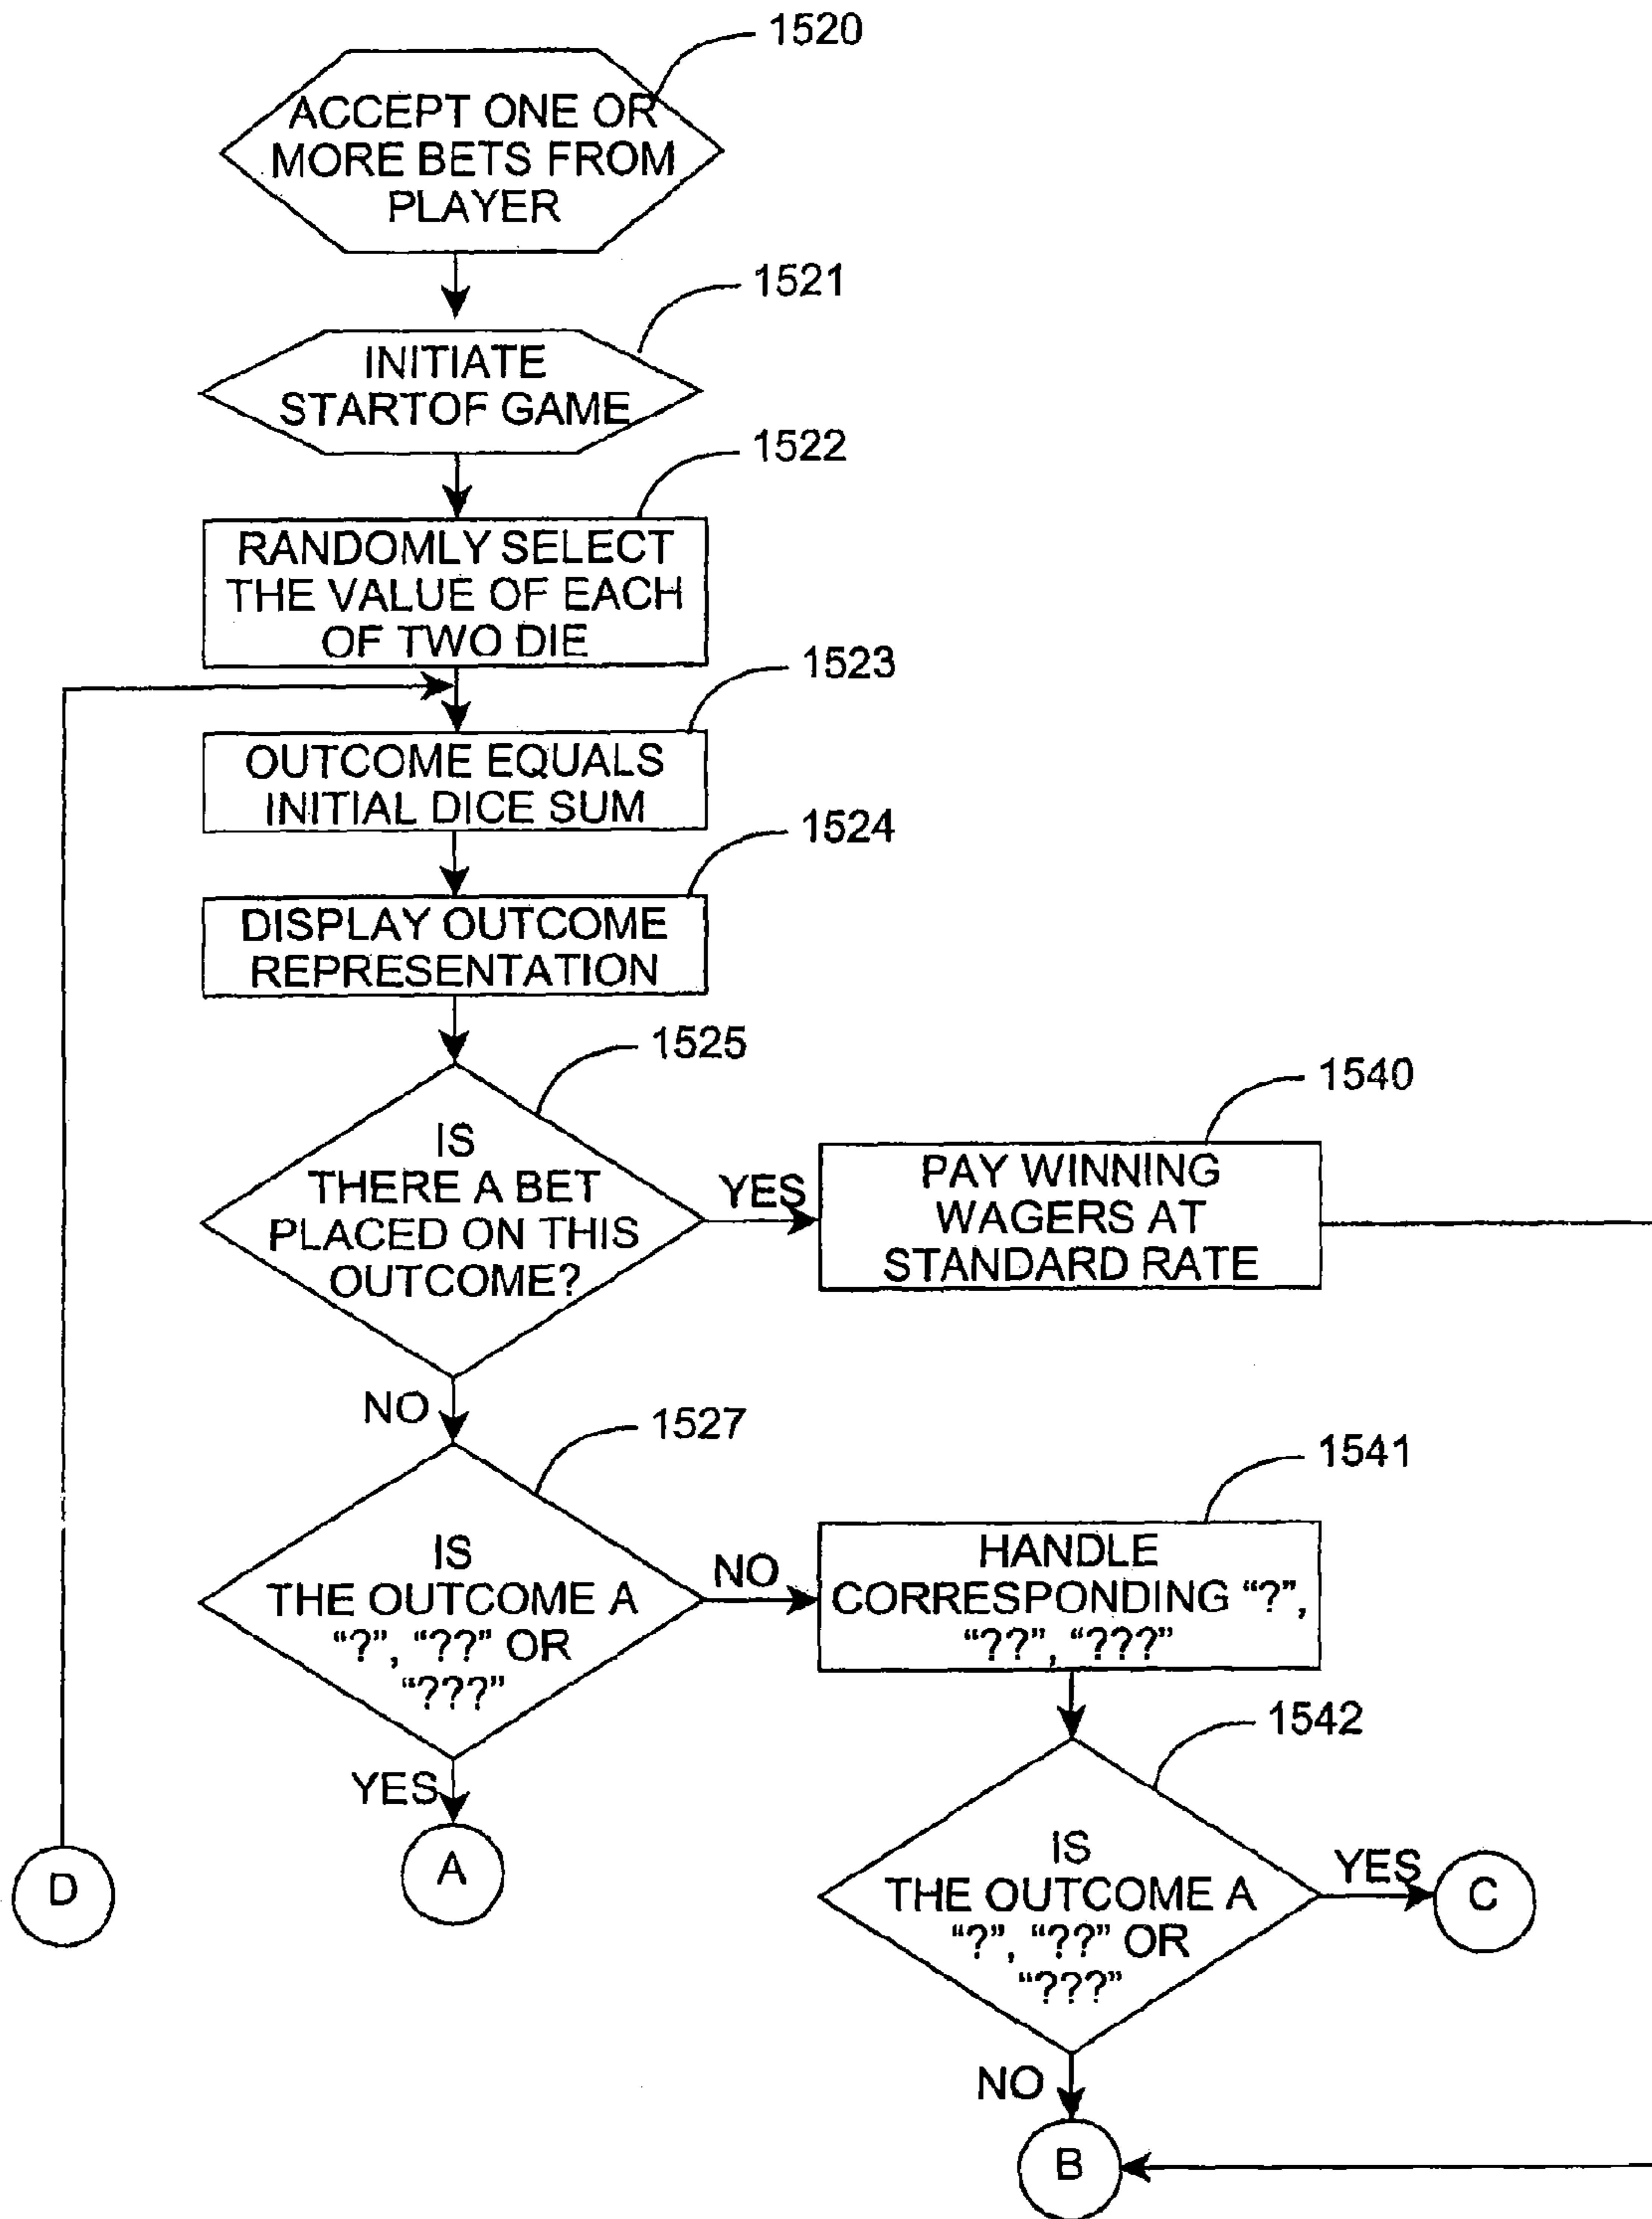 1520
ACCEPT ONE OR
MORE BETS FROM
PLAYER
1521
INITIATE
STARTOF GAME
1522
RANDOMLY SELECT
THE VALUE OF EACH
OF TWO DIE
1523
OUTCOME EQUALS
INITIAL DICE SUM
1524
DISPLAY OUTCOME
REPRESENTATION
1525
IS
THERE A BET
PLACED ON THIS
OUTCOME?
YES
1540
PAY WINNING
WAGERS AT
STANDARD RATE
NO
1527
IS
THE OUTCOME A
“?”, “??” OR
“???”
NO
1541
HANDLE
CORRESPONDING “?”,
“??”, “???”
YES
1542
IS
THE OUTCOME A
“?”, “??” OR
“???”
YES
C
D
A
NO
B